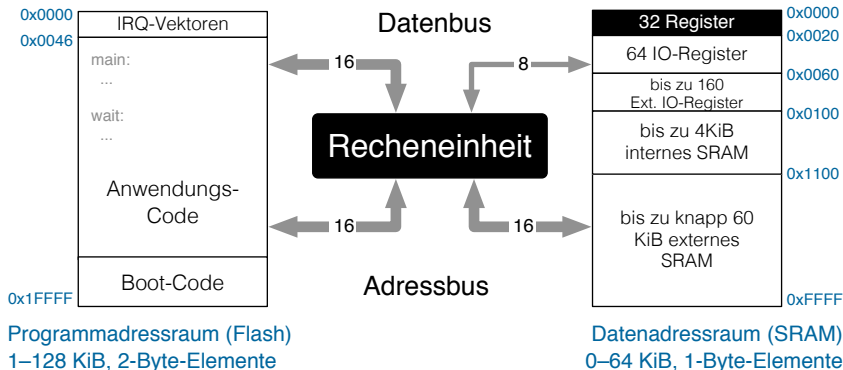 0x0000
0x0046
IRQ-Vektoren
main:
...
wait:
...
Anwendungs-
Code
Boot-Code
0x1FFFF
Programmadressraum (Flash)
1–128 KiB, 2-Byte-Elemente
Datenbus
16
8
Recheneinheit
16
16
Adressbus
32 Register
64 IO-Register
bis zu 160
Ext. IO-Register
bis zu 4KiB
internes SRAM
bis zu knapp 60
KiB externes
SRAM
0x0000
0x0020
0x0060
0x0100
0x1100
0xFFFF
Datenadressraum (SRAM)
0–64 KiB, 1-Byte-Elemente